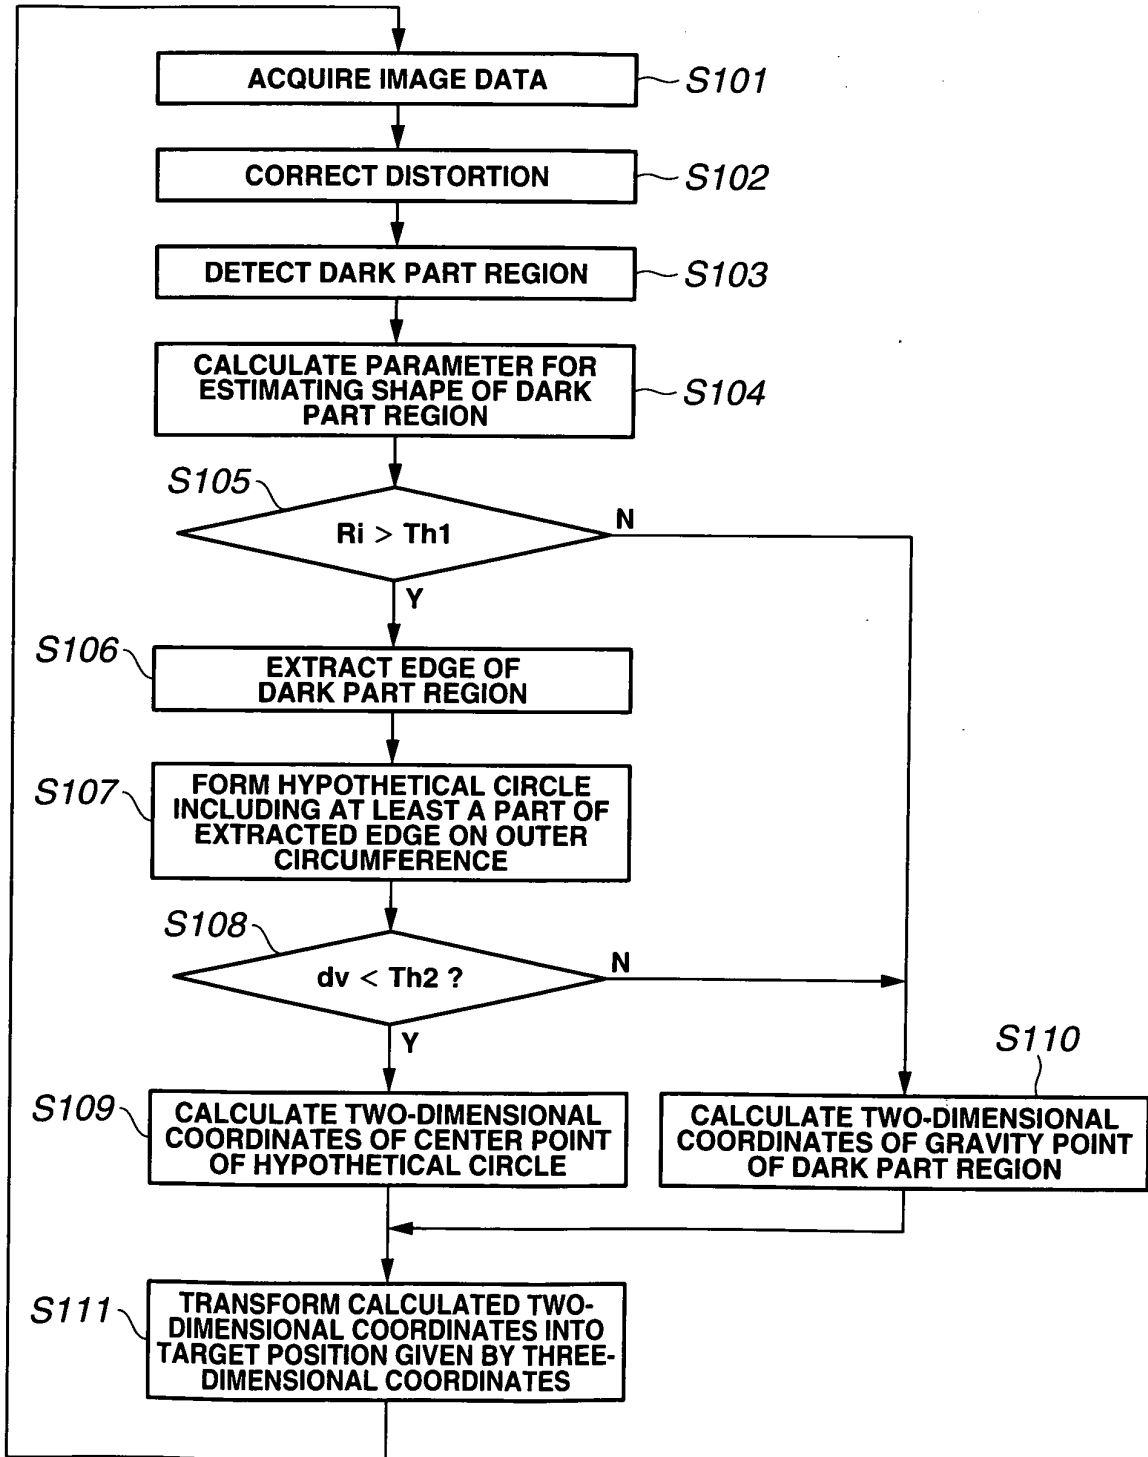 ACQUIRE IMAGE DATA
S101
CORRECT DISTORTION
S102
DETECT DARK PART REGION
S103
CALCULATE PARAMETER FOR
ESTIMATING SHAPE OF DARK
PART REGION
S104
S105
Ri > Th1
N
Y
S106
EXTRACT EDGE OF
DARK PART REGION
S107
FORM HYPOTHETICAL CIRCLE
INCLUDING AT LEAST A PART OF
EXTRACTED EDGE ON OUTER
CIRCUMFERENCE
S108
dv < Th2 ?
N
Y
S109
CALCULATE TWO-DIMENSIONAL
COORDINATES OF CENTER POINT
OF HYPOTHETICAL CIRCLE
S110
CALCULATE TWO-DIMENSIONAL
COORDINATES OF GRAVITY POINT
OF DARK PART REGION
S111
TRANSFORM CALCULATED TWO-
DIMENSIONAL COORDINATES INTO
TARGET POSITION GIVEN BY THREE-
DIMENSIONAL COORDINATES